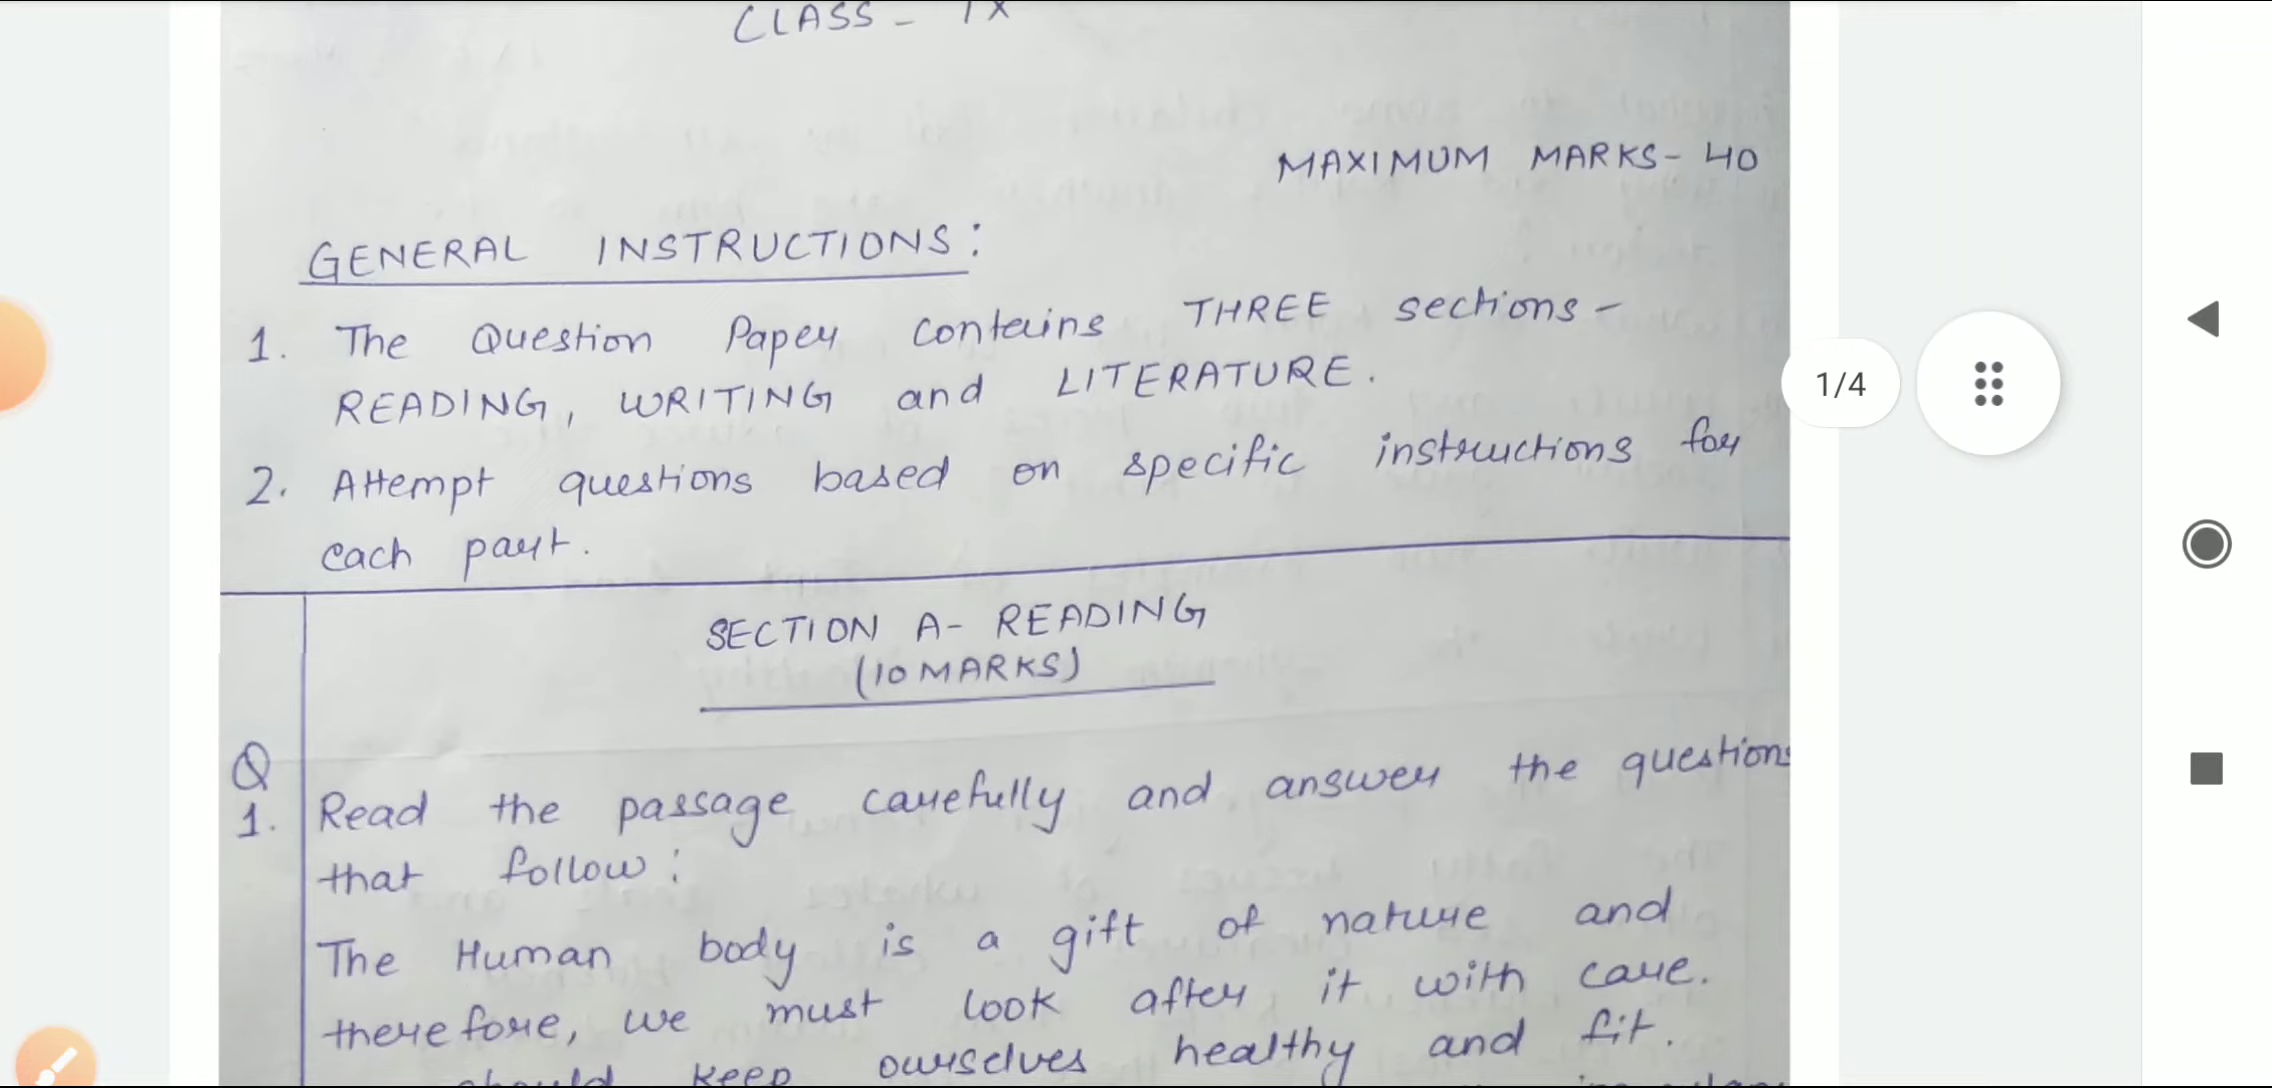 CLASS - IX
MAXIMUM MARKS- 40
GENERAL INSTRUCTIONS:
1. The Question Paper contains THREE sections-
READING, WRITING and LITERATURE.
2. Attempt questions based on specific instructions for
each part.
SECTION A- READING
(10 MARKS)
Q
1. Read the passage carefully and answer the questions
that follow:
The Human body is a gift of nature and
therefore, we must look after it with care.
should keep ourselves healthy and fit.
1/4